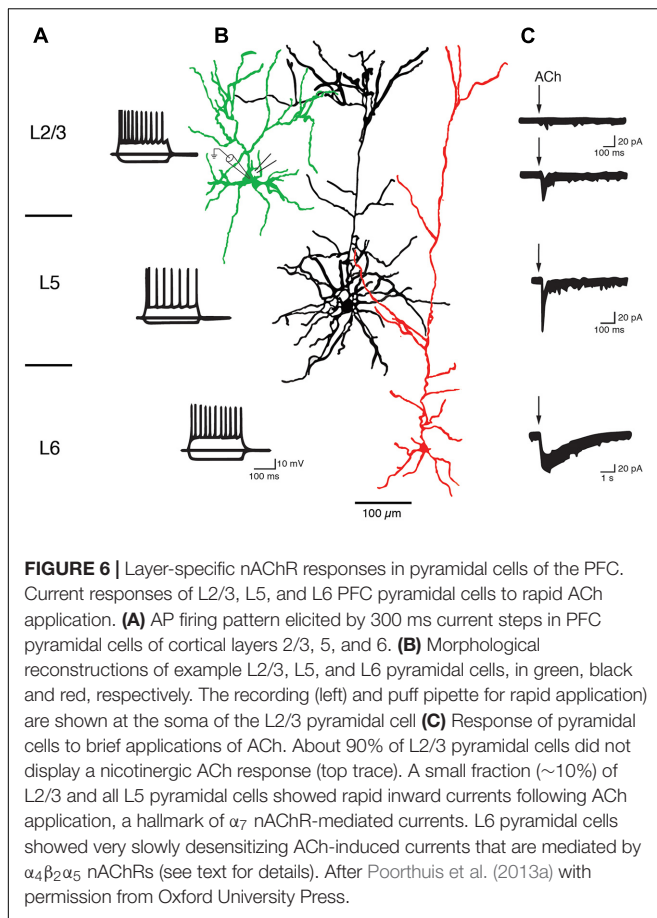 A
B
C
ACh
L2/3
20 pA
100 ms
L5
20 pA
100 ms
L6
10 mV
100 ms
20 pA
1 s
100 µm
FIGURE 6 | Layer-specific nAChR responses in pyramidal cells of the PFC.
Current responses of L2/3, L5, and L6 PFC pyramidal cells to rapid ACh
application. (A) AP firing pattern elicited by 300 ms current steps in PFC
pyramidal cells of cortical layers 2/3, 5, and 6. (B) Morphological
reconstructions of example L2/3, L5, and L6 pyramidal cells, in green, black
and red, respectively. The recording (left) and puff pipette for rapid application)
are shown at the soma of the L2/3 pyramidal cell (C) Response of pyramidal
cells to brief applications of ACh. About 90% of L2/3 pyramidal cells did not
display a nicotinergic ACh response (top trace). A small fraction (∼10%) of
L2/3 and all L5 pyramidal cells showed rapid inward currents following ACh
application, a hallmark of α7 nAChR-mediated currents. L6 pyramidal cells
showed very slowly desensitizing ACh-induced currents that are mediated by
α4β2α5 nAChRs (see text for details). After Poorthuis et al. (2013a) with
permission from Oxford University Press.